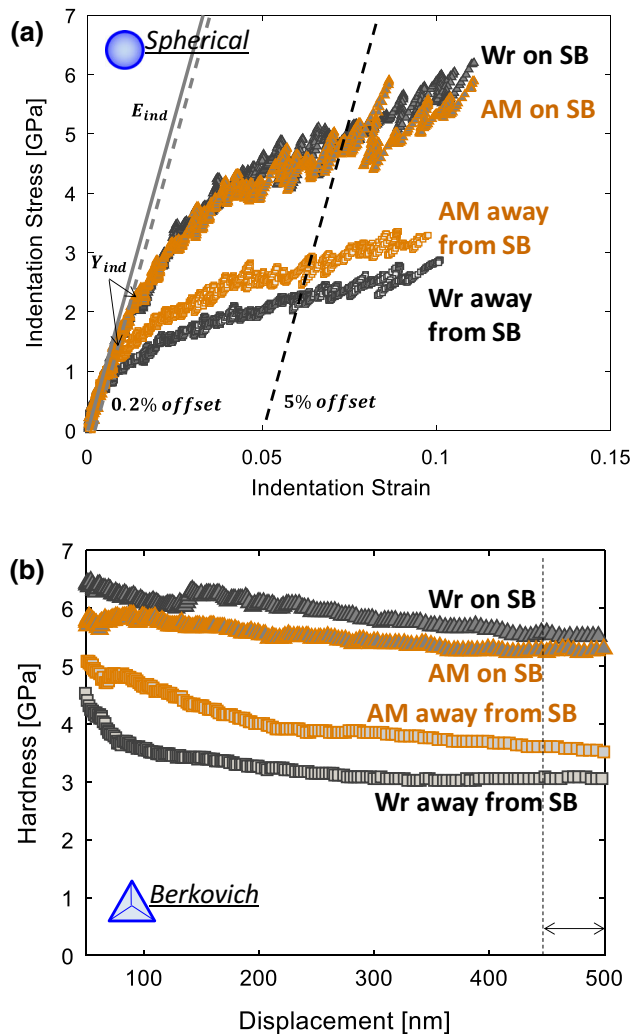 (a)
Spherical
7
6
5
4
3
2
1
0
Indentation Stress [GPa]
E_ind
Y_ind
Wr on SB
AM on SB
AM away
from SB
Wr away
from SB
0.2% offset
5% offset
0
0.05
0.1
0.15
Indentation Strain
(b)
7
6
5
4
3
2
1
0
Hardness [GPa]
Wr on SB
AM on SB
AM away from SB
Wr away from SB
Berkovich
100
200
300
400
500
Displacement [nm]